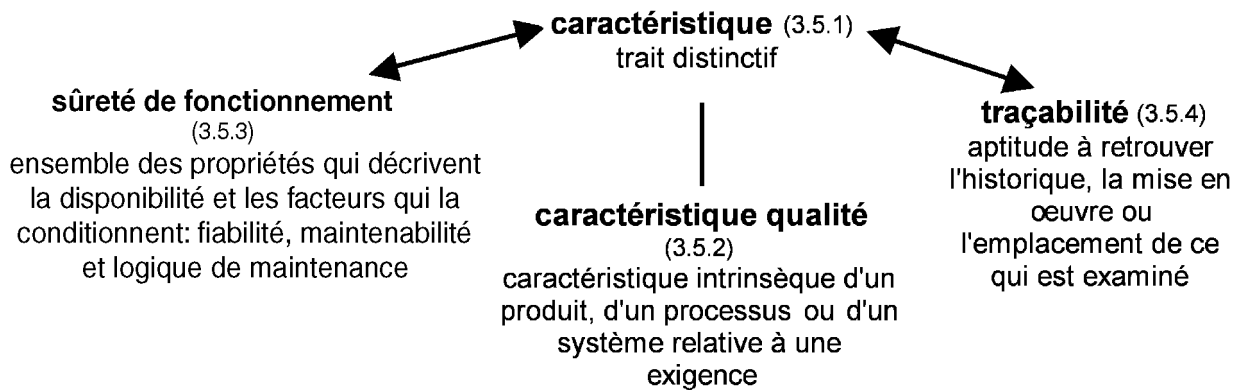 caractéristique (3.5.1)
trait distinctif
sûreté de fonctionnement
(3.5.3)
ensemble des propriétés qui décrivent
la disponibilité et les facteurs qui la
conditionnent: fiabilité, maintenabilité
et logique de maintenance
caractéristique qualité
(3.5.2)
caractéristique intrinsèque d'un
produit, d'un processus ou d'un
système relative à une
exigence
traçabilité (3.5.4)
aptitude à retrouver
l'historique, la mise en
œuvre ou
l'emplacement de ce
qui est examiné